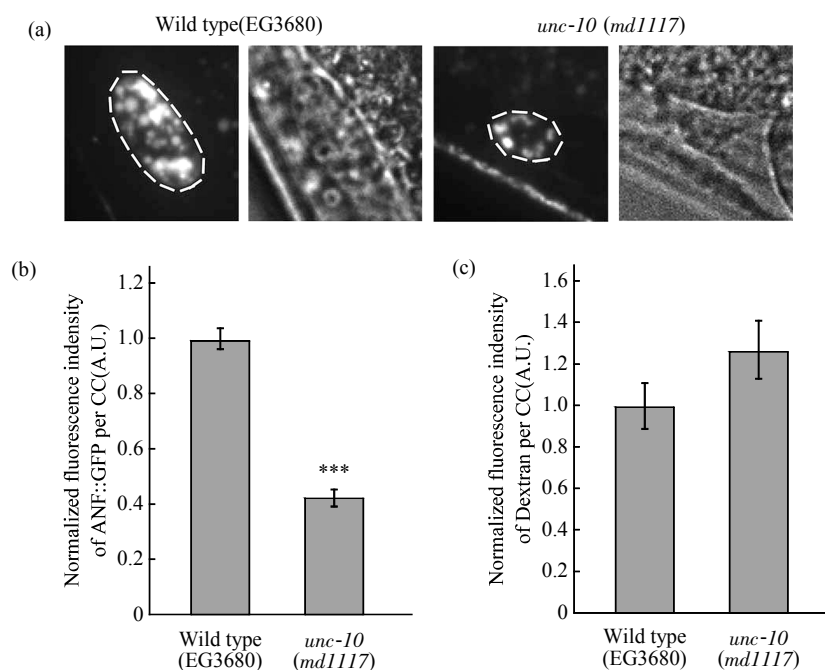 (a)
Wild type(EG3680)
unc-10 (md1117)
(b)
Normalized fluorescence indensity
of ANF::GFP per CC(A.U.)
1.2
1.0
0.8
0.6
0.4
0.2
0
***
Wild type
(EG3680)
unc-10
(md1117)
(c)
Normalized fluorescence indensity
of Dextran per CC(A.U.)
1.6
1.4
1.2
1.0
0.8
0.6
0.4
0.2
0
Wild type
(EG3680)
unc-10
(md1117)